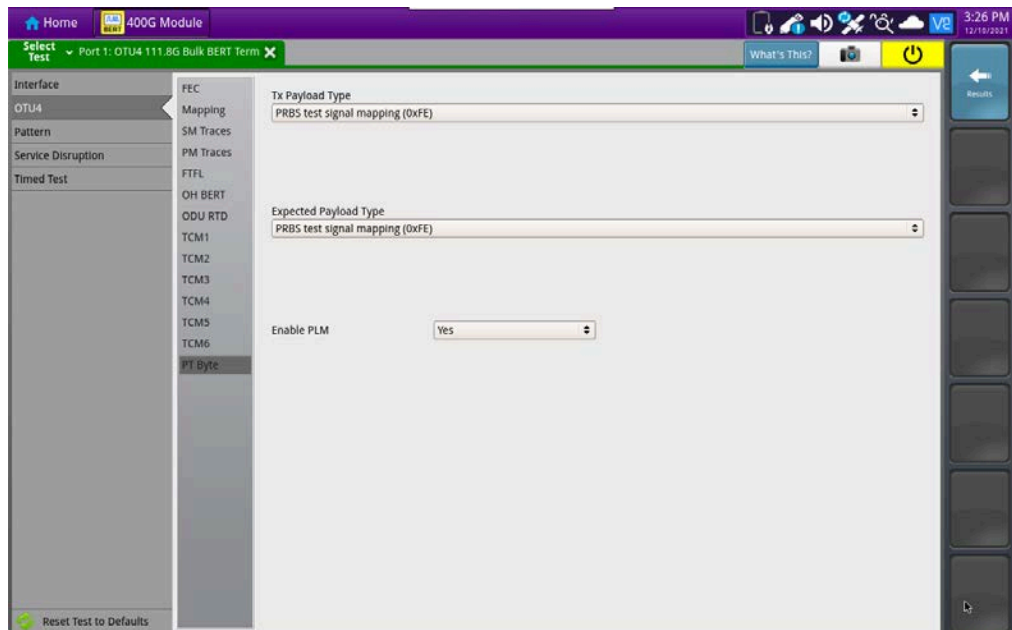 Home
AM BERT
400G Module
3:26 PM
12/10/2021
Select Test
Port 1: OTU4 111.8G Bulk BERT Term
What's This?
Results
Interface
OTU4
Pattern
Service Disruption
Timed Test
FEC
Mapping
SM Traces
PM Traces
FTFL
OH BERT
ODU RTD
TCM1
TCM2
TCM3
TCM4
TCM5
TCM6
PT Byte
Tx Payload Type
PRBS test signal mapping (0xFE)
Expected Payload Type
PRBS test signal mapping (0xFE)
Enable PLM
Yes
Reset Test to Defaults